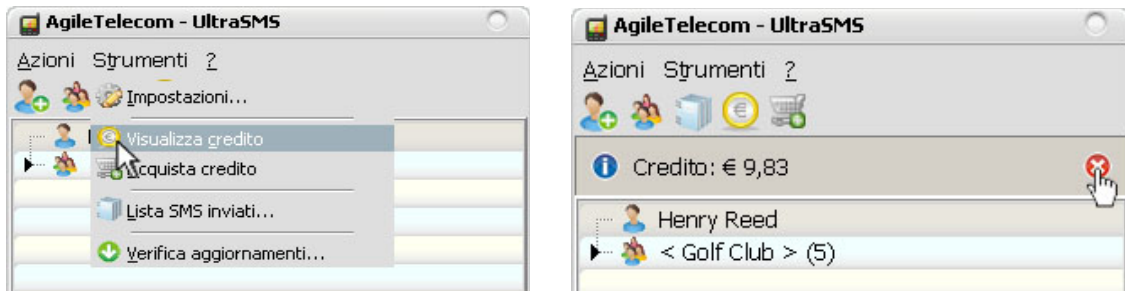 AgileTelecom - UltraSMS
Azioni Strumenti ?
Impostazioni...
Visualizza credito
Acquista credito
Lista SMS inviati...
Verifica aggiornamenti...
AgileTelecom - UltraSMS
Azioni Strumenti ?
Credito: € 9,83
Henry Reed
< Golf Club > (5)